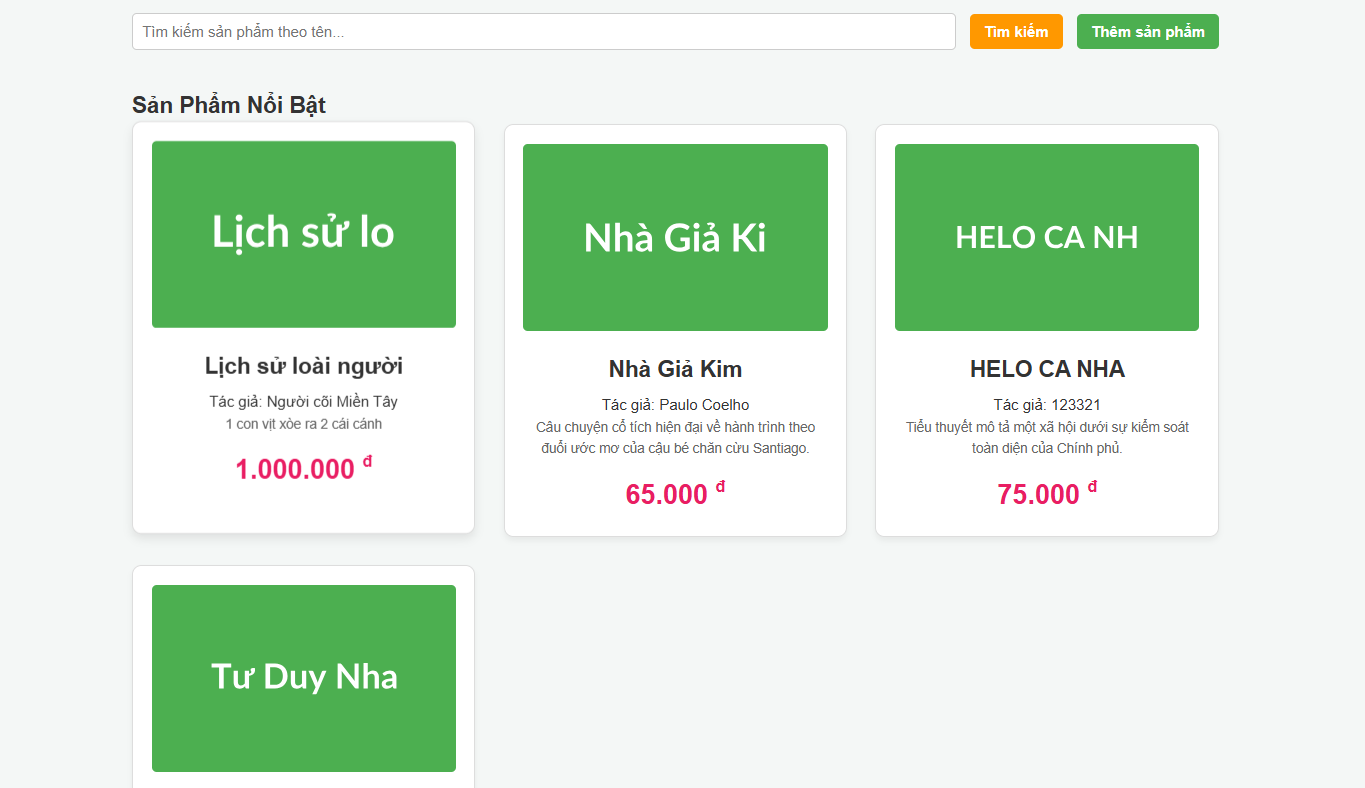 Tìm kiếm sản phẩm theo tên...
Tìm kiếm
Thêm sản phẩm
Sản Phẩm Nổi Bật
Lịch sử lo
Lịch sử loài người
Tác giả: Người cõi Miền Tây
1 con vịt xòe ra 2 cái cánh
1.000.000 đ
Nhà Giả Ki
Nhà Giả Kim
Tác giả: Paulo Coelho
Câu chuyện cổ tích hiện đại về hành trình theo
đuổi ước mơ của cậu bé chăn cừu Santiago.
65.000 đ
HELO CA NH
HELO CA NHA
Tác giả: 123321
Tiểu thuyết mô tả một xã hội dưới sự kiểm soát
toàn diện của Chính phủ.
75.000 đ
Tư Duy Nha